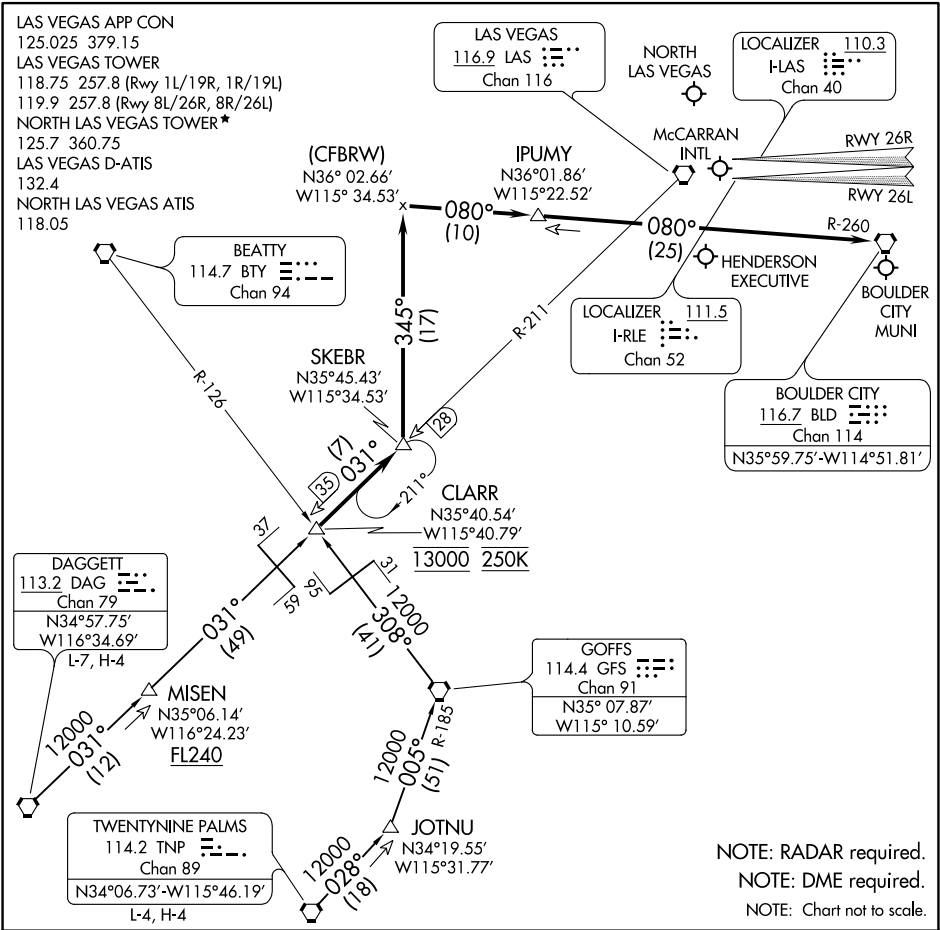 LAS VEGAS APP CON
125.025 379.15
LAS VEGAS TOWER
118.75 257.8 (Rwy 1L/19R, 1R/19L)
119.9 257.8 (Rwy 8L/26R, 8R/26L)
NORTH LAS VEGAS TOWER★
125.7 360.75
LAS VEGAS D-ATIS
132.4
NORTH LAS VEGAS ATIS
118.05
LAS VEGAS
116.9 LAS
Chan 116
NORTH
LAS VEGAS
LOCALIZER 110.3
I-LAS
Chan 40
McCARRAN
INTL
RWY 26R
RWY 26L
(CFBRW)
N36° 02.66′
W115° 34.53′
x
IPUMY
N36°01.86′
W115°22.52′
080°
(10)
080°
(25)
R-260
HENDERSON
EXECUTIVE
BOULDER
CITY
MUNI
BEATTY
114.7 BTY
Chan 94
R-126
345°
(17)
R-211
LOCALIZER 111.5
I-RLE
Chan 52
SKEBR
N35°45.43′
W115°34.53′
BOULDER CITY
116.7 BLD
Chan 114
N35°59.75′-W114°51.81′
28
(7)
031°
35
211°
CLARR
N35°40.54′
W115°40.79′
13000 250K
37
59
95
31
DAGGETT
113.2 DAG
Chan 79
N34°57.75′
W116°34.69′
L-7, H-4
031°
(49)
12000
308°
(41)
GOFFS
114.4 GFS
Chan 91
N35° 07.87′
W115° 10.59′
MISEN
N35°06.14′
W116°24.23′
FL240
12000
031°
(12)
12000
005°
(51)
R-185
TWENTYNINE PALMS
114.2 TNP
Chan 89
N34°06.73′-W115°46.19′
L-4, H-4
JOTNU
N34°19.55′
W115°31.77′
12000
028°
(18)
NOTE: RADAR required.
NOTE: DME required.
NOTE: Chart not to scale.